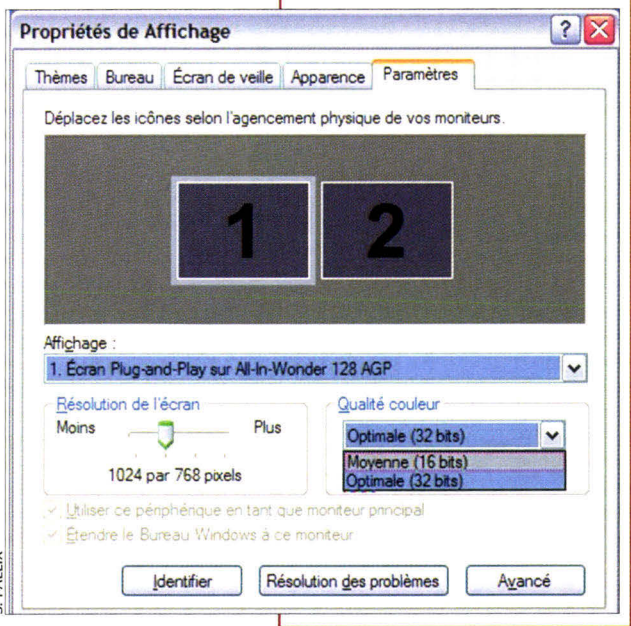 Propriétés de Affichage
?
Thèmes Bureau Écran de veille Apparence Paramètres
Déplacez les icônes selon l'agencement physique de vos moniteurs.
1 2
Affichage :
1. Écran Plug-and-Play sur All-In-Wonder 128 AGP
Résolution de l'écran
Moins Plus
1024 par 768 pixels
Qualité couleur
Optimale (32 bits)
Moyenne (16 bits)
Optimale (32 bits)
Utiliser ce périphérique en tant que moniteur principal
Étendre le Bureau Windows à ce moniteur
Identifier Résolution des problèmes Avancé